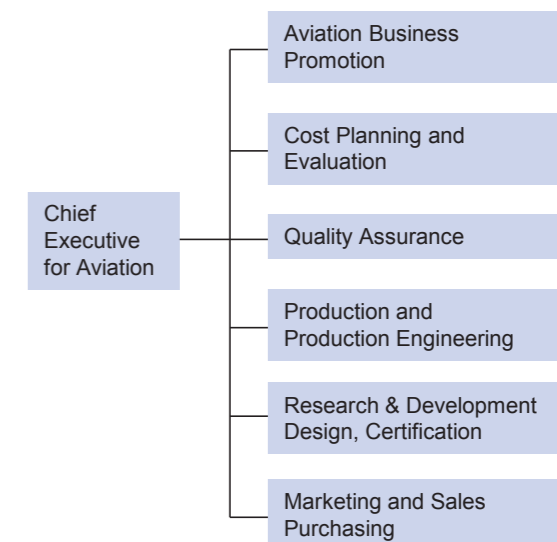 Aviation Business
Promotion
Cost Planning and
Evaluation
Chief
Executive
for Aviation
Quality Assurance
Production and
Production Engineering
Research & Development
Design, Certification
Marketing and Sales
Purchasing